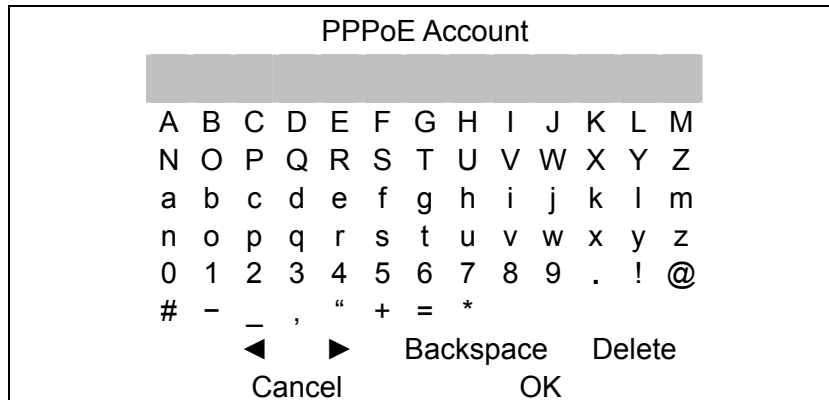 PPPoE Account
A B C D E F G H I J K L M
N O P Q R S T U V W X Y Z
a b c d e f g h i j k l m
n o p q r s t u v w x y z
0 1 2 3 4 5 6 7 8 9 . ! @
# − _ , “ + = *
◄ ► Backspace Delete
Cancel OK